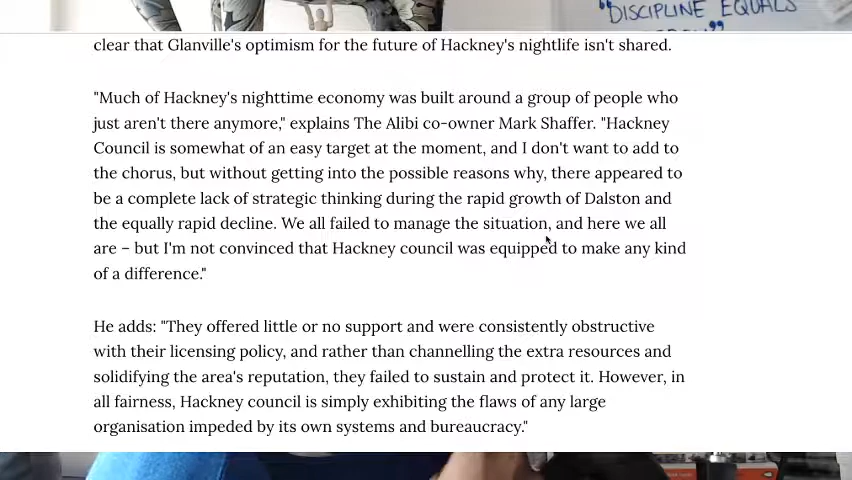 "DISCIPLINE EQUALS
clear that Glanville's optimism for the future of Hackney's nightlife isn't shared.
"Much of Hackney's nighttime economy was built around a group of people who
just aren't there anymore," explains The Alibi co-owner Mark Shaffer. "Hackney
Council is somewhat of an easy target at the moment, and I don't want to add to
the chorus, but without getting into the possible reasons why, there appeared to
be a complete lack of strategic thinking during the rapid growth of Dalston and
the equally rapid decline. We all failed to manage the situation, and here we all
are – but I'm not convinced that Hackney council was equipped to make any kind
of a difference."
He adds: "They offered little or no support and were consistently obstructive
with their licensing policy, and rather than channelling the extra resources and
solidifying the area's reputation, they failed to sustain and protect it. However, in
all fairness, Hackney council is simply exhibiting the flaws of any large
organisation impeded by its own systems and bureaucracy."